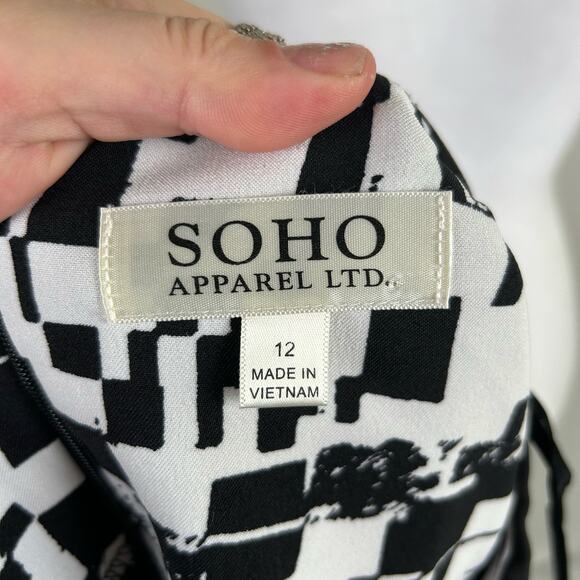 SOHO
APPAREL LTD.
12
MADE IN
VIETNAM